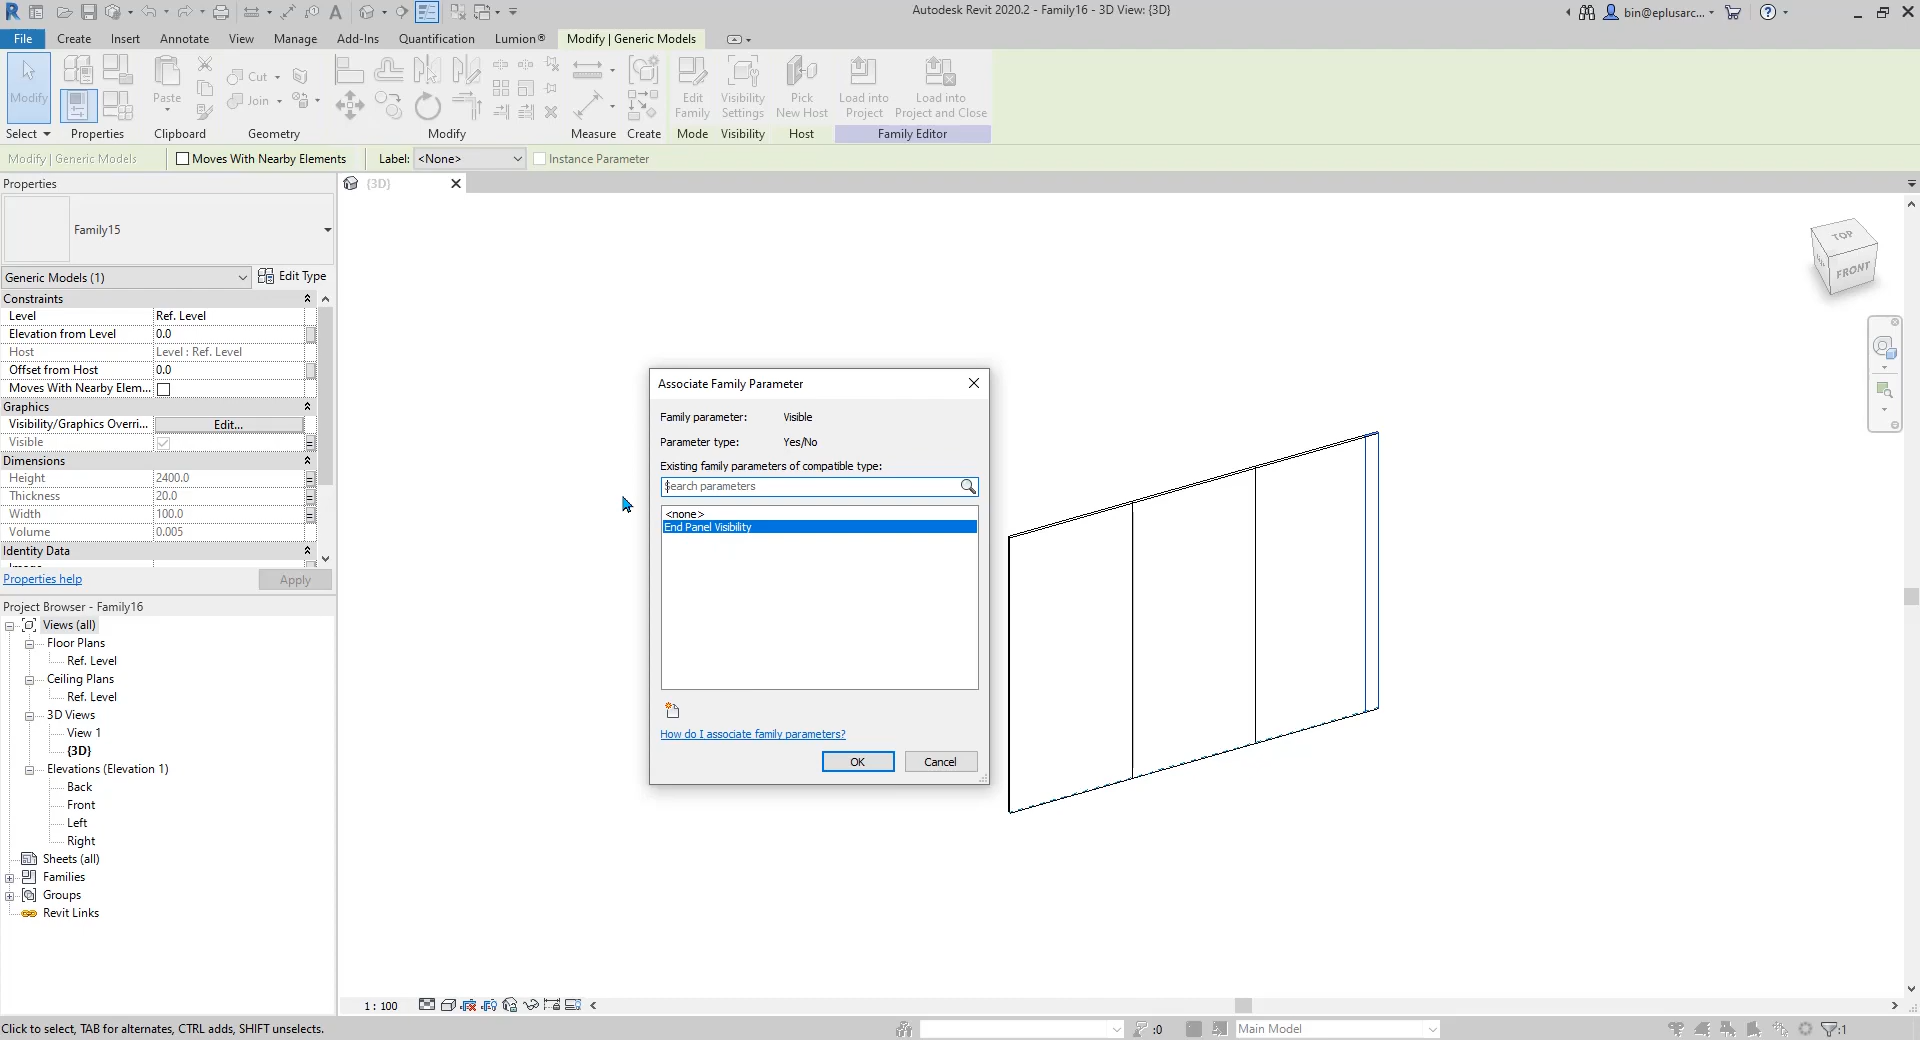 Autodesk Revit 2020.2 - Family16 - 3D View: {3D}
bin@eplusarc...
File
Create
Insert
Annotate
View
Manage
Add-Ins
Quantification
Lumion®
Modify | Generic Models
Modify
Paste
Cut
Join
Edit Family
Visibility Settings
Pick New Host
Load into Project
Load into Project and Close
Select
Properties
Clipboard
Geometry
Modify
Measure
Create
Mode
Visibility
Host
Family Editor
Modify | Generic Models
Moves With Nearby Elements
Label:
<None>
Instance Parameter
Properties
{3D}
Family15
Generic Models (1)
Edit Type
Constraints
Level Ref. Level
Elevation from Level 0.0
Host Level : Ref. Level
Offset from Host 0.0
Moves With Nearby Elem...
Graphics
Visibility/Graphics Overri... Edit...
Visible
Dimensions
Height 2400.0
Thickness 20.0
Width 100.0
Volume 0.005
Identity Data
Properties help
Apply
Project Browser - Family16
Views (all)
Floor Plans
Ref. Level
Ceiling Plans
Ref. Level
3D Views
View 1
{3D}
Elevations (Elevation 1)
Back
Front
Left
Right
Sheets (all)
Families
Groups
Revit Links
Associate Family Parameter
Family parameter: Visible
Parameter type: Yes/No
Existing family parameters of compatible type:
Search parameters
<none>
End Panel Visibility
How do I associate family parameters?
OK
Cancel
TOP
FRONT
1 : 100
Click to select, TAB for alternates, CTRL adds, SHIFT unselects.
:0
Main Model
:1